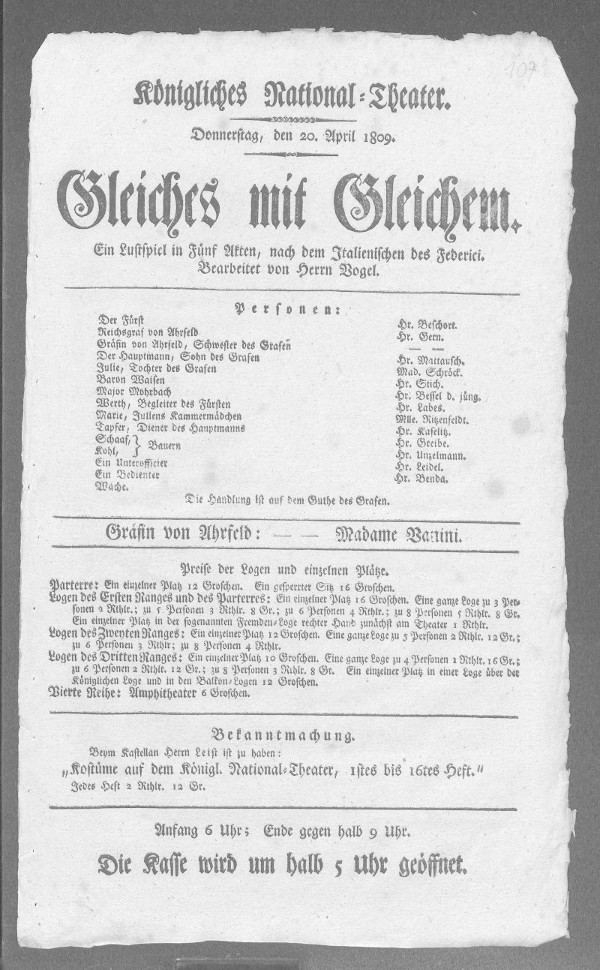 107
Königliches National-Theater.
Donnerstag, den 20. April 1809.
Gleiches mit Gleichem.
Ein Lustspiel in Fünf Akten, nach dem Italienischen des Federici.
Bearbeitet von Herrn Vogel.
Personen:
Der Fürst Hr. Beschort.
Reichsgraf von Ahrfeld Hr. Gern.
Gräfin von Ahrfeld, Schwester des Grafen — —
Der Hauptmann, Sohn des Grafen Hr. Mattausch.
Julie, Tochter des Grafen Mad. Schröck.
Baron Waisen Hr. Stich.
Major Mohrbach Hr. Bessel d. jüng.
Werth, Begleiter des Fürsten Hr. Labes.
Marie, Juliens Kammermädchen Mlle. Ritzenfeldt.
Tapfer, Diener des Hauptmanns Hr. Kaselitz.
Schaaf, } Bauern Hr. Greibe.
Kohl, Hr. Unzelmann.
Ein Unterofficier Hr. Leidel.
Ein Bedienter Hr. Benda.
Wache.
Die Handlung ist auf dem Guthe des Grafen.
Gräfin von Ahrfeld: — — Madame Vanini.
Preise der Logen und einzelnen Plätze.
Parterre: Ein einzelner Platz 12 Groschen. Ein gesperrter Sitz 16 Groschen.
Logen des Ersten Ranges und des Parterres: Ein einzelner Platz 16 Groschen. Eine ganze Loge zu 3 Per-
sonen 2 Rthlr.; zu 5 Personen 3 Rthlr. 8 Gr.; zu 6 Personen 4 Rthlr.; zu 8 Personen 5 Rthlr. 8 Gr.
Ein einzelner Platz in der sogenannten Fremden-Loge rechter Hand zunächst am Theater 1 Rthlr.
Logen des Zweyten Ranges: Ein einzelner Platz 12 Groschen. Eine ganze Loge zu 5 Personen 2 Rthlr. 12 Gr.;
zu 6 Personen 3 Rthlr; zu 8 Personen 4 Rthlr.
Logen des Dritten Ranges: Ein einzelner Platz 10 Groschen. Eine ganze Loge zu 4 Personen 1 Rthlr. 16 Gr.;
zu 6 Personen 2 Rthlr. 12 Gr.; zu 8 Personen 3 Rthlr. 8 Gr. Ein einzelner Platz in einer Loge über der
Königlichen Loge und in den Balkon-Logen 12 Groschen.
Vierte Reihe: Amphitheater 6 Groschen.
Bekanntmachung.
Beym Kastellan Herrn Leist ist zu haben:
„Kostüme auf dem Königl. National-Theater, 1stes bis 16tes Heft.“
Jedes Heft 2 Rthlr. 12 Gr.
Anfang 6 Uhr; Ende gegen halb 9 Uhr.
Die Kasse wird um halb 5 Uhr geöffnet.